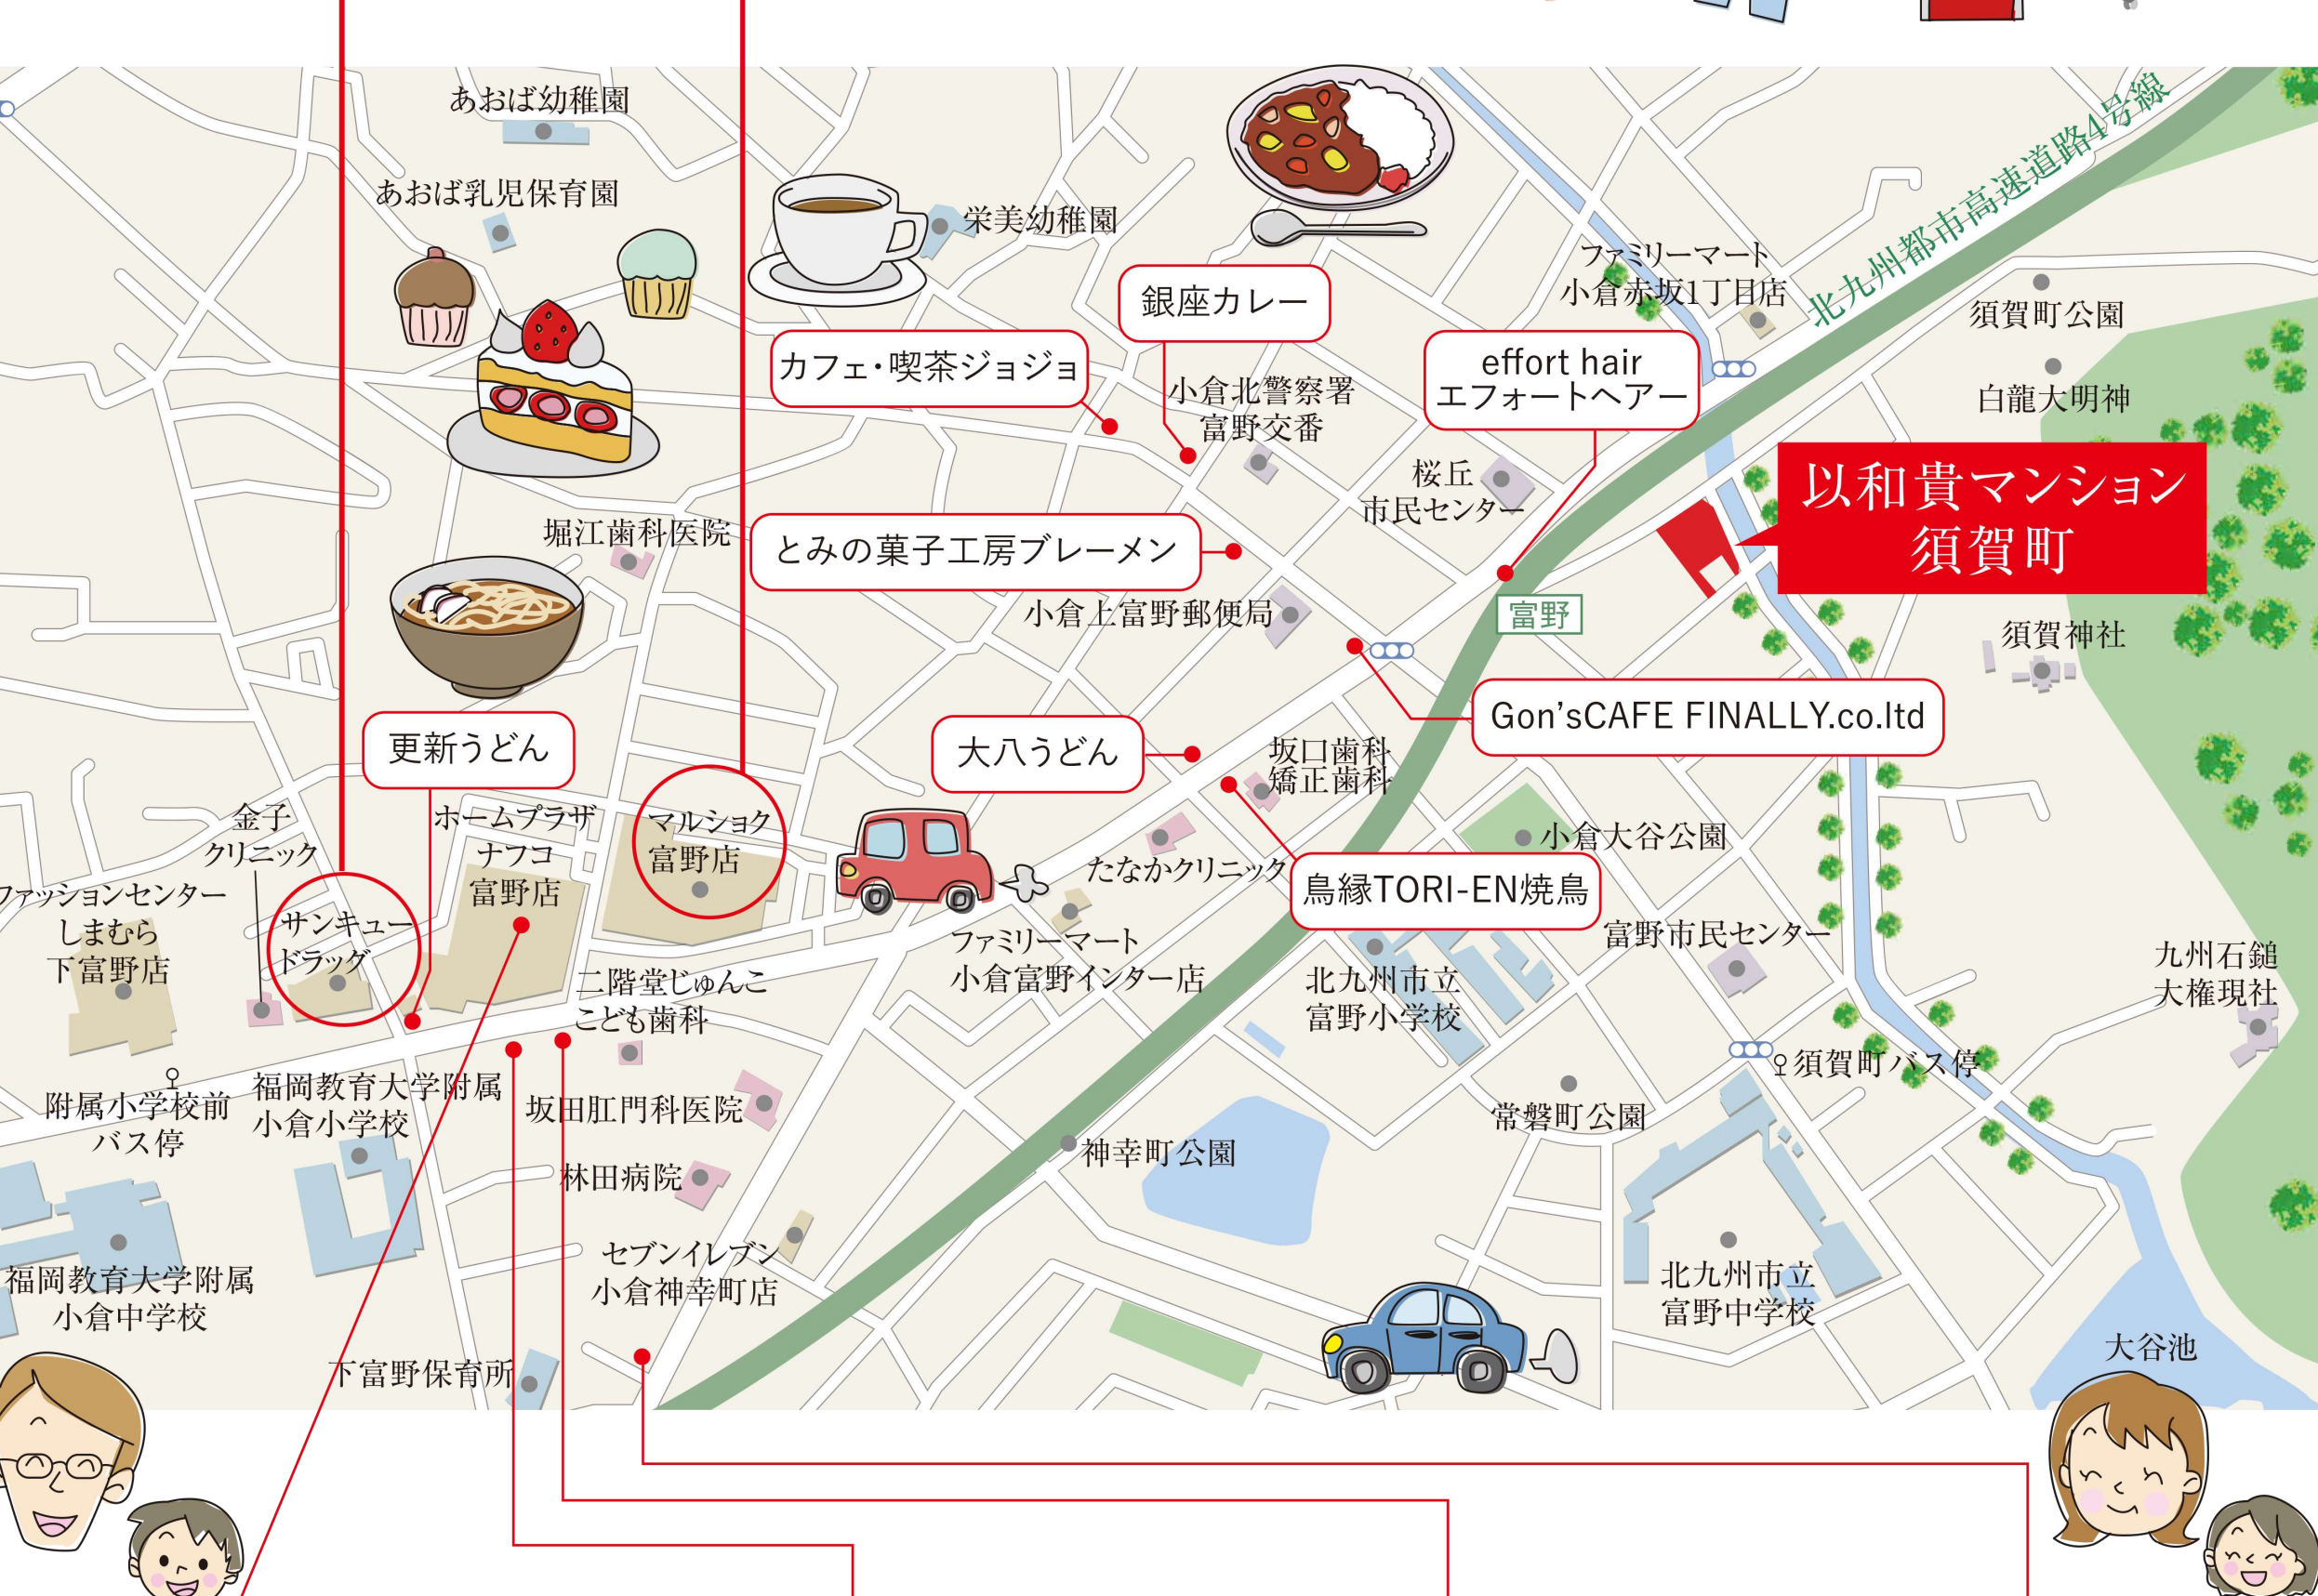 あおば幼稚園
あおば乳児保育園
栄美幼稚園
北九州都市高速道路4号線
ファミリーマート
小倉赤坂1丁目店
須賀町公園
白龍大明神
銀座カレー
カフェ・喫茶ジョジョ
小倉北警察署
富野交番
effort hair
エフォートヘアー
桜丘
市民センター
以和貴マンション
須賀町
堀江歯科医院
とみの菓子工房ブレーメン
小倉上富野郵便局
富野
須賀神社
Gon'sCAFE FINALLY.co.ltd
更新うどん
大八うどん
坂口歯科
矯正歯科
金子
クリニック
ホームプラザ
ナフコ
富野店
マルショク
富野店
たなかクリニック
小倉大谷公園
鳥縁TORI-EN焼鳥
ファッションセンター
しまむら
下富野店
サンキュー
ドラッグ
二階堂じゅんこ
こども歯科
ファミリーマート
小倉富野インター店
北九州市立
富野小学校
富野市民センター
九州石鎚
大権現社
附属小学校前
バス停
福岡教育大学附属
小倉小学校
坂田肛門科医院
須賀町バス停
常磐町公園
神幸町公園
林田病院
福岡教育大学附属
小倉中学校
セブンイレブン
小倉神幸町店
北九州市立
富野中学校
下富野保育所
大谷池